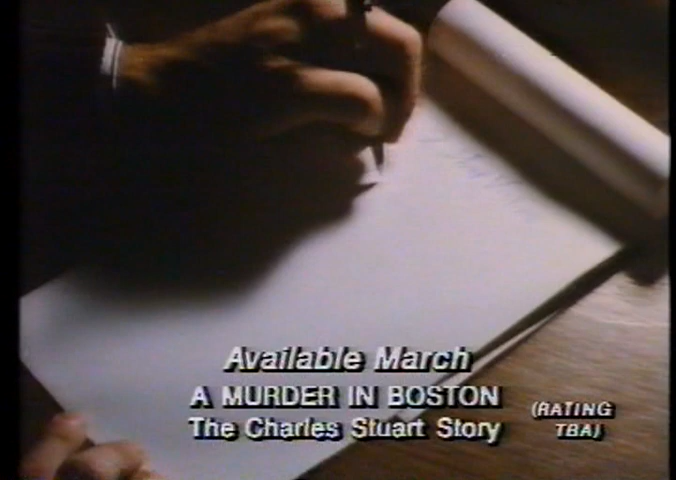 Available March
A MURDER IN BOSTON
The Charles Stuart Story
(RATING
TBA)